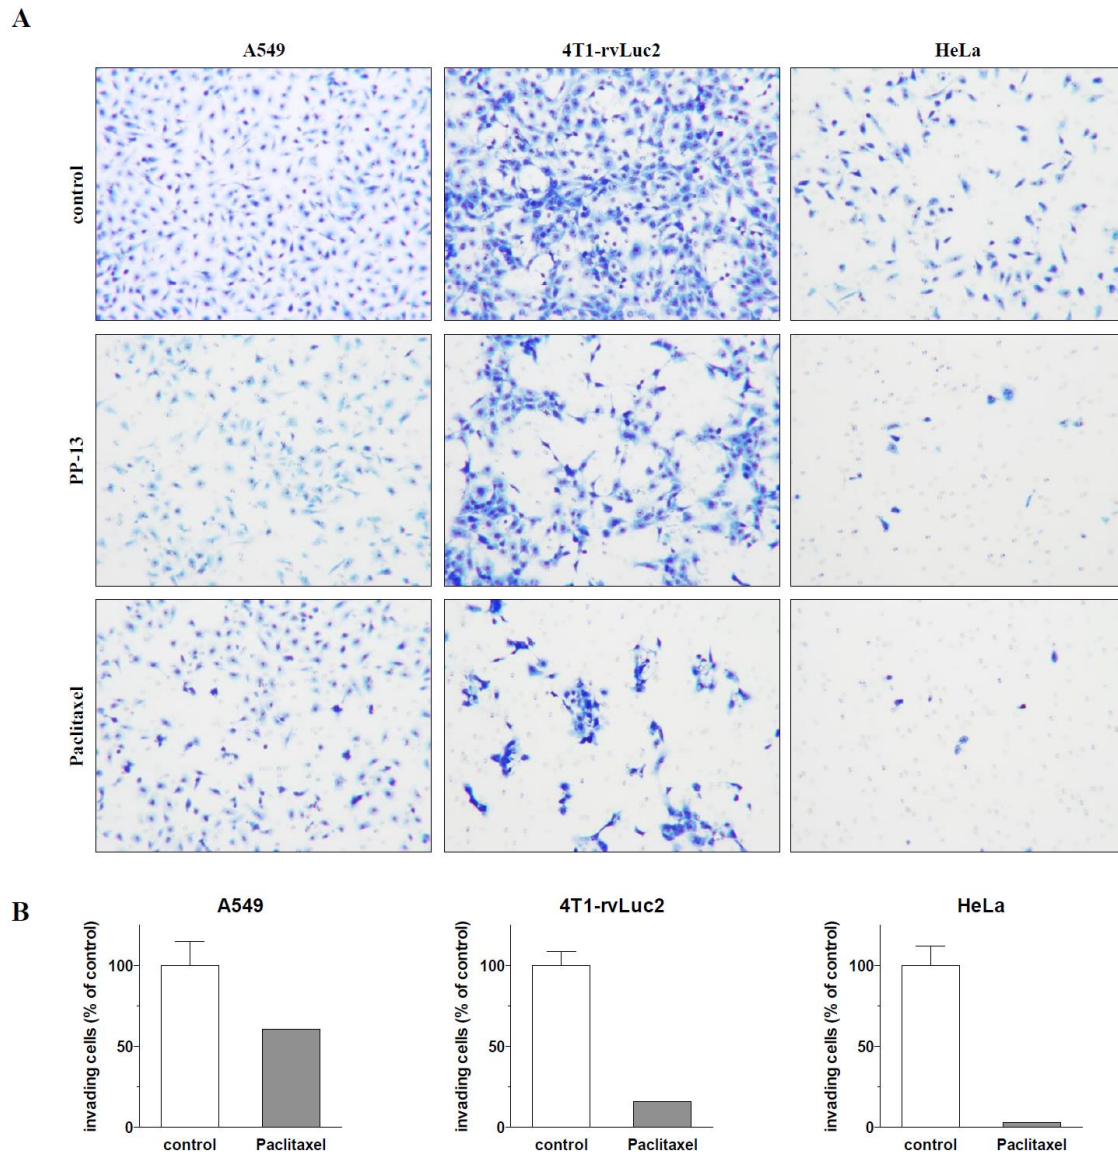 A
A549
4T1-rvLuc2
HeLa
control
PP-13
Paclitaxel
B
A549
4T1-rvLuc2
HeLa
invading cells (% of control)
100
50
0
control
Paclitaxel
invading cells (% of control)
100
50
0
control
Paclitaxel
invading cells (% of control)
100
50
0
control
Paclitaxel